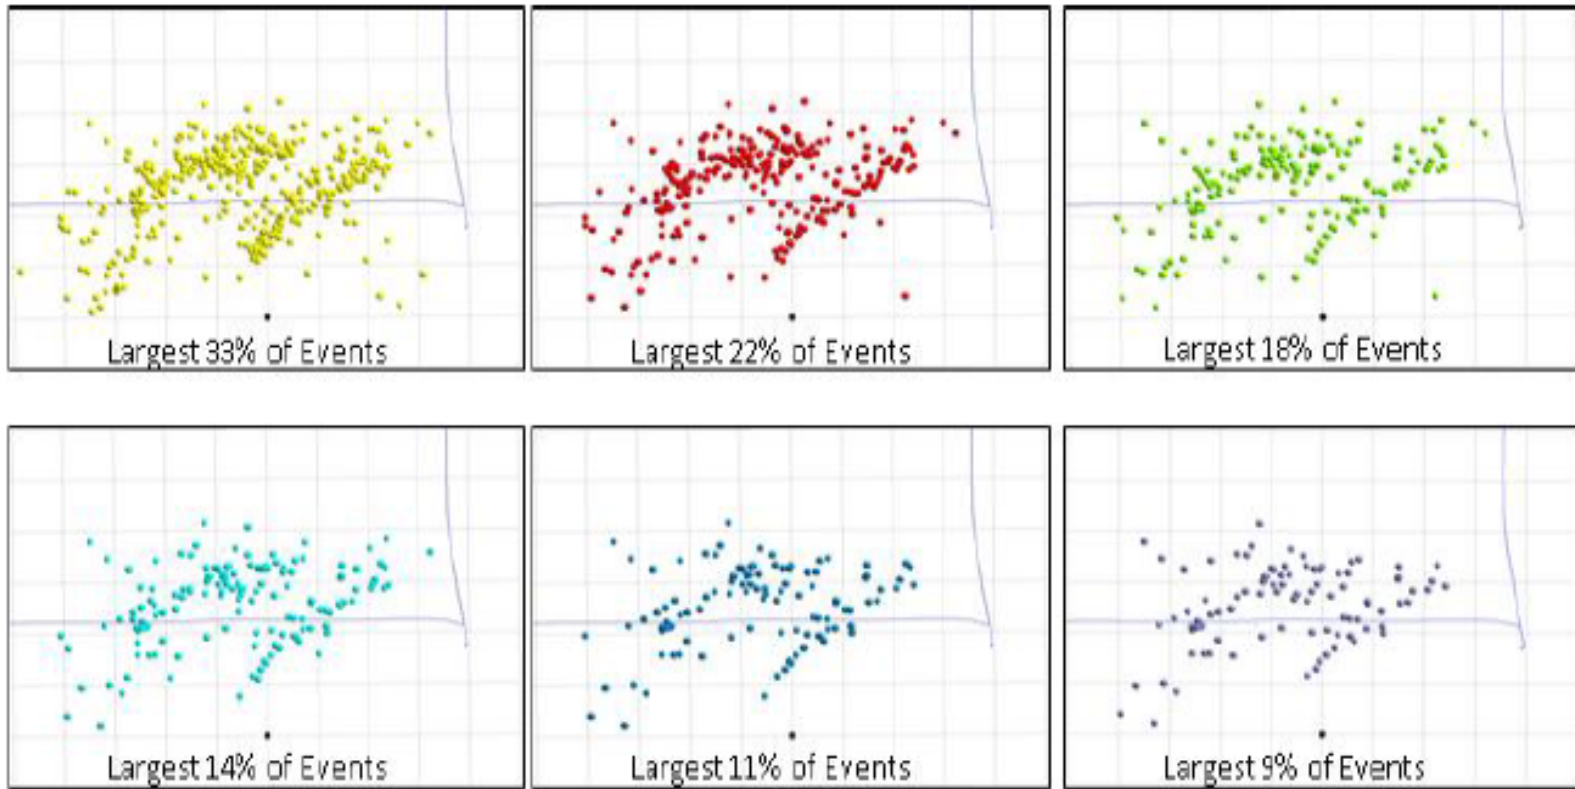 Largest 33% of Events
Largest 22% of Events
Largest 18% of Events
Largest 14% of Events
Largest 11% of Events
Largest 9% of Events